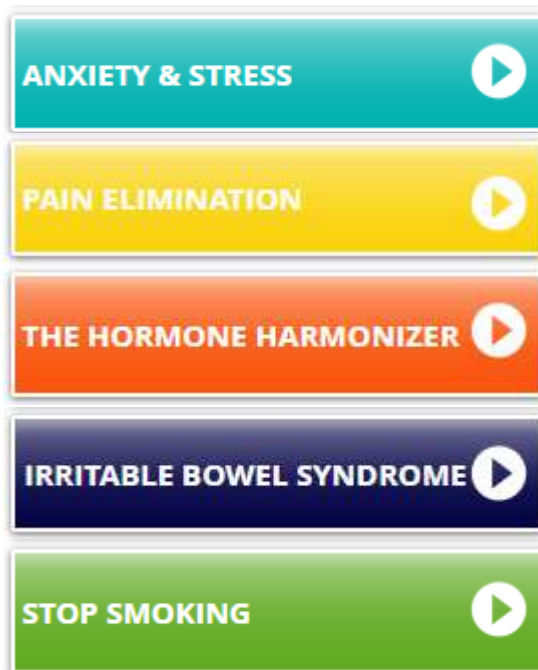 ANXIETY & STRESS
PAIN ELIMINATION
THE HORMONE HARMONIZER
IRRITABLE BOWEL SYNDROME
STOP SMOKING